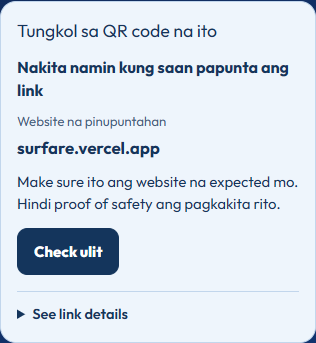 Tungkol sa QR code na ito
Nakita namin kung saan papunta ang
link
Website na pinupuntahan
surfare.vercel.app
Make sure ito ang website na expected mo.
Hindi proof of safety ang pagkakita rito.
Check ulit
See link details